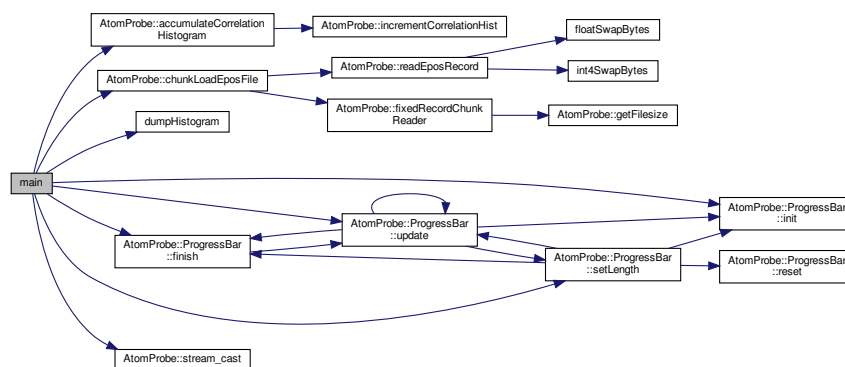 AtomProbe::accumulateCorrelation
Histogram
AtomProbe::incrementCorrelationHist
floatSwapBytes
AtomProbe::chunkLoadEposFile
AtomProbe::readEposRecord
int4SwapBytes
AtomProbe::fixedRecordChunk
Reader
AtomProbe::getFilesize
dumpHistogram
main
AtomProbe::ProgressBar
::init
AtomProbe::ProgressBar
::update
AtomProbe::ProgressBar
::finish
AtomProbe::ProgressBar
::setLength
AtomProbe::ProgressBar
::reset
AtomProbe::stream_cast